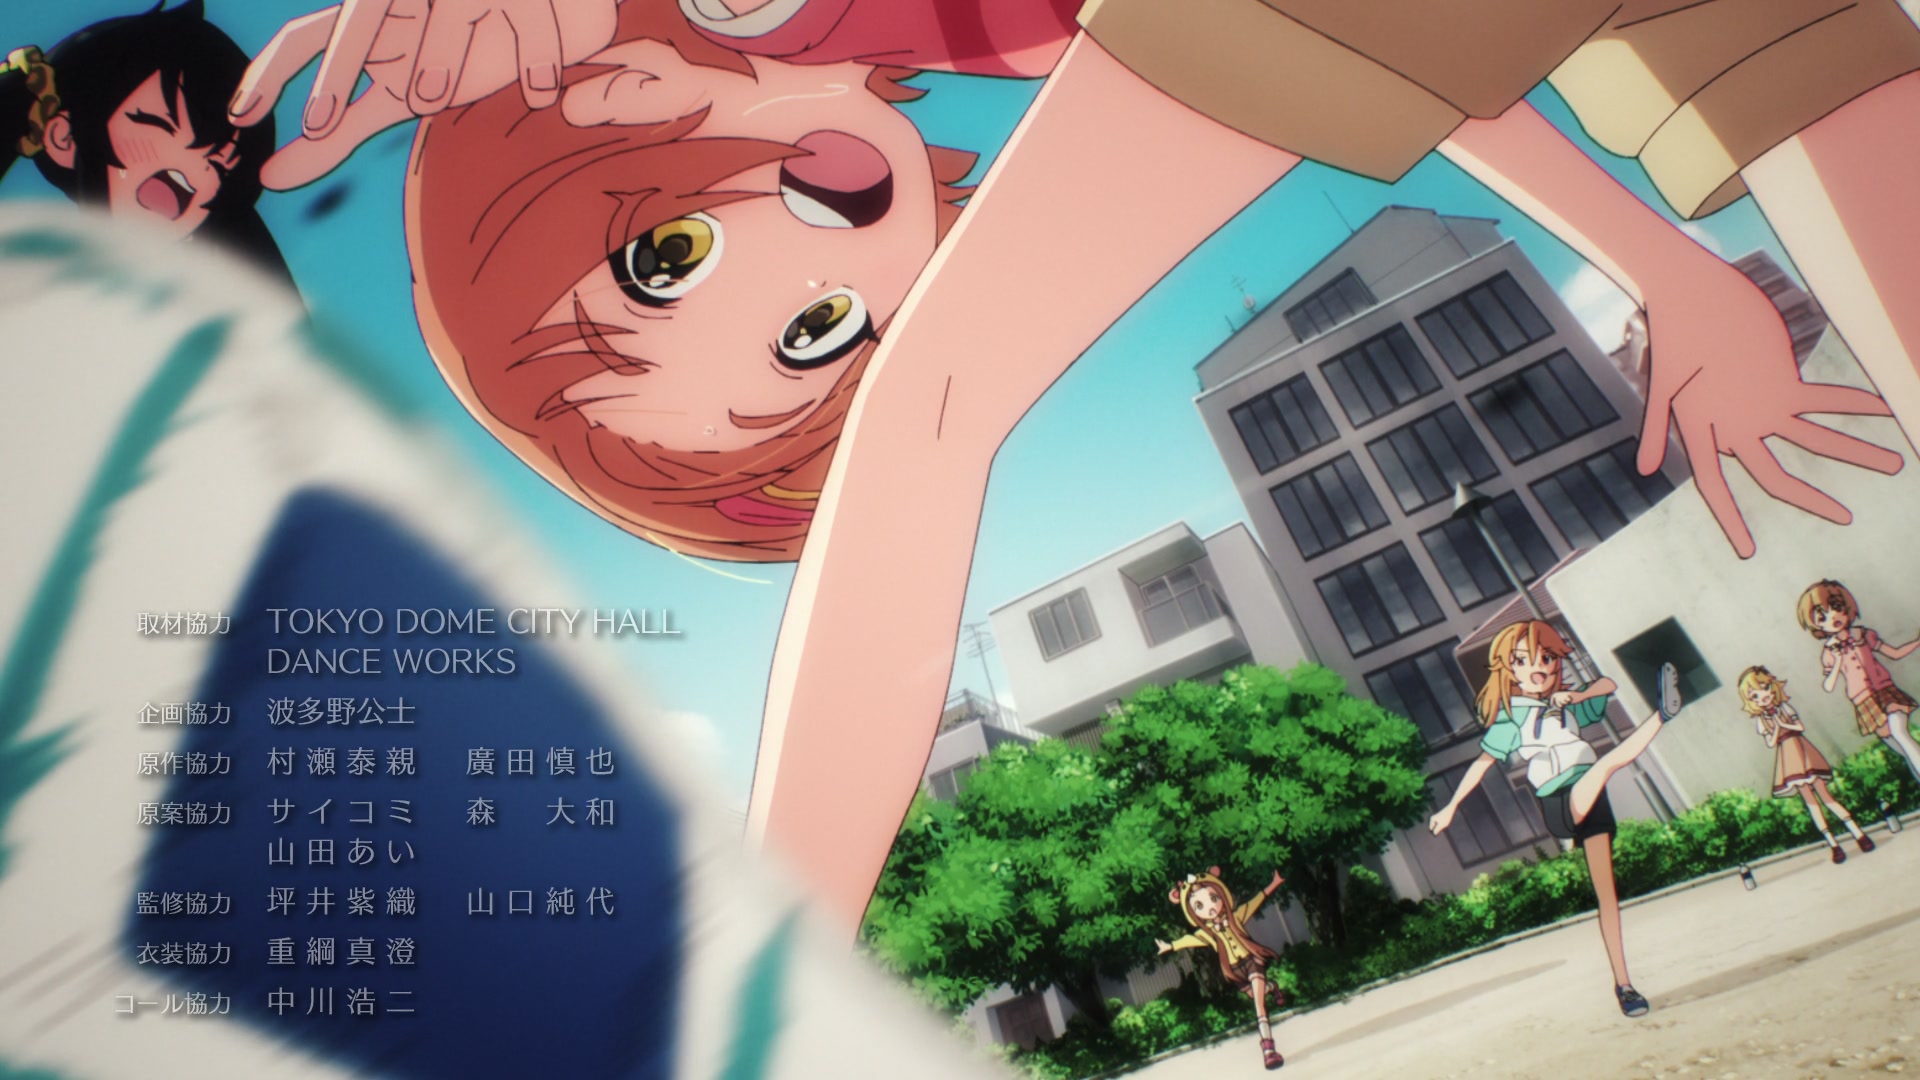 取材協力 TOKYO DOME CITY HALL
DANCE WORKS
企画協力 波多野公士
原作協力 村瀬泰親 廣田慎也
原案協力 サイコミ 森 大和
山田あい
監修協力 坪井紫織 山口純代
衣装協力 重綱真澄
コール協力 中川浩二